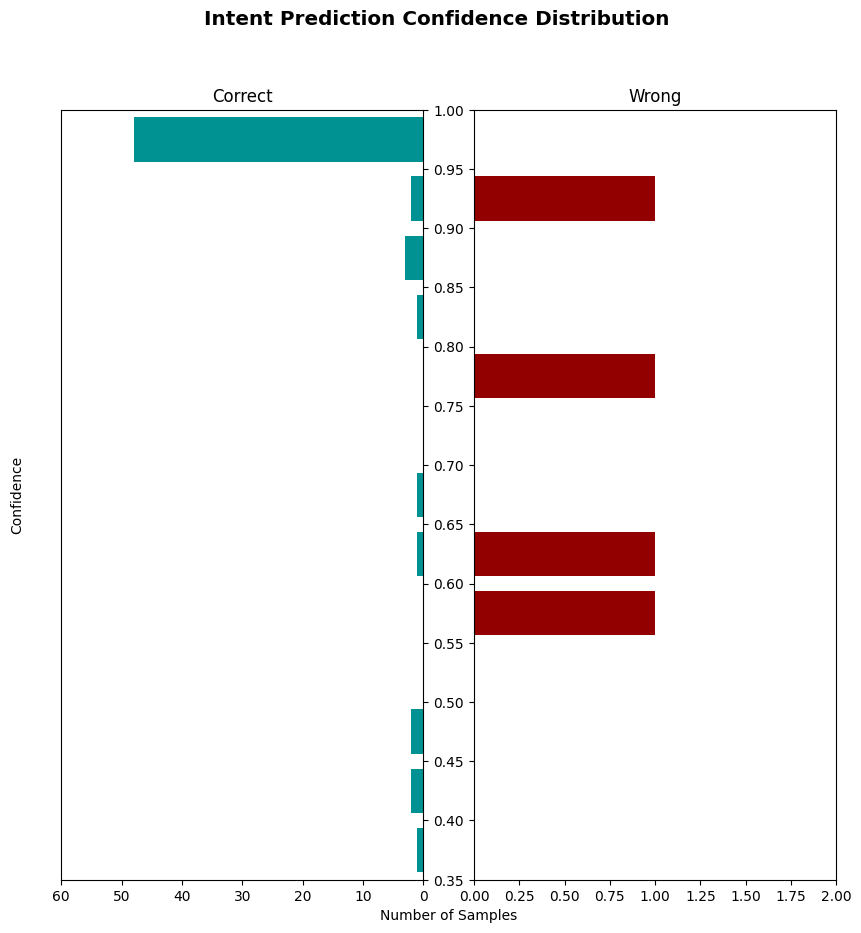 Intent Prediction Confidence Distribution
Correct
Wrong
Confidence
1.00
0.95
0.90
0.85
0.80
0.75
0.70
0.65
0.60
0.55
0.50
0.45
0.40
0.35
60 50 40 30 20 10 0
0.00 0.25 0.50 0.75 1.00 1.25 1.50 1.75 2.00
Number of Samples